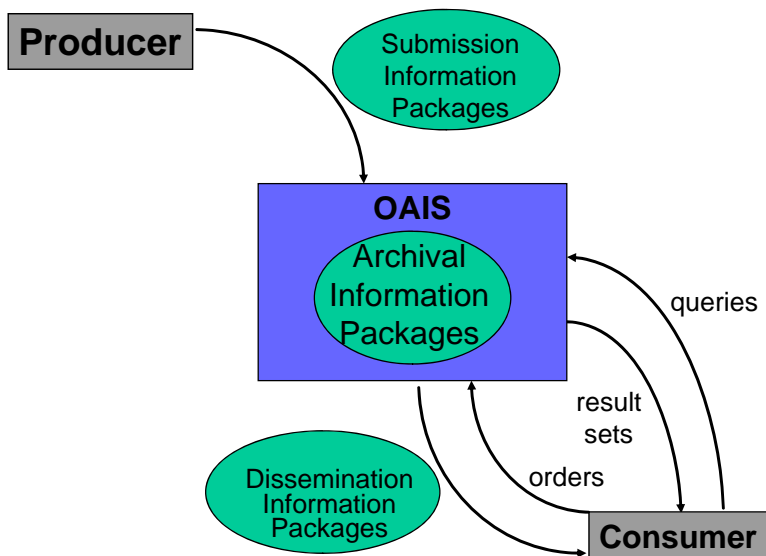 Producer
Submission
Information
Packages
OAIS
Archival
Information
Packages
queries
result
sets
orders
Dissemination
Information
Packages
Consumer